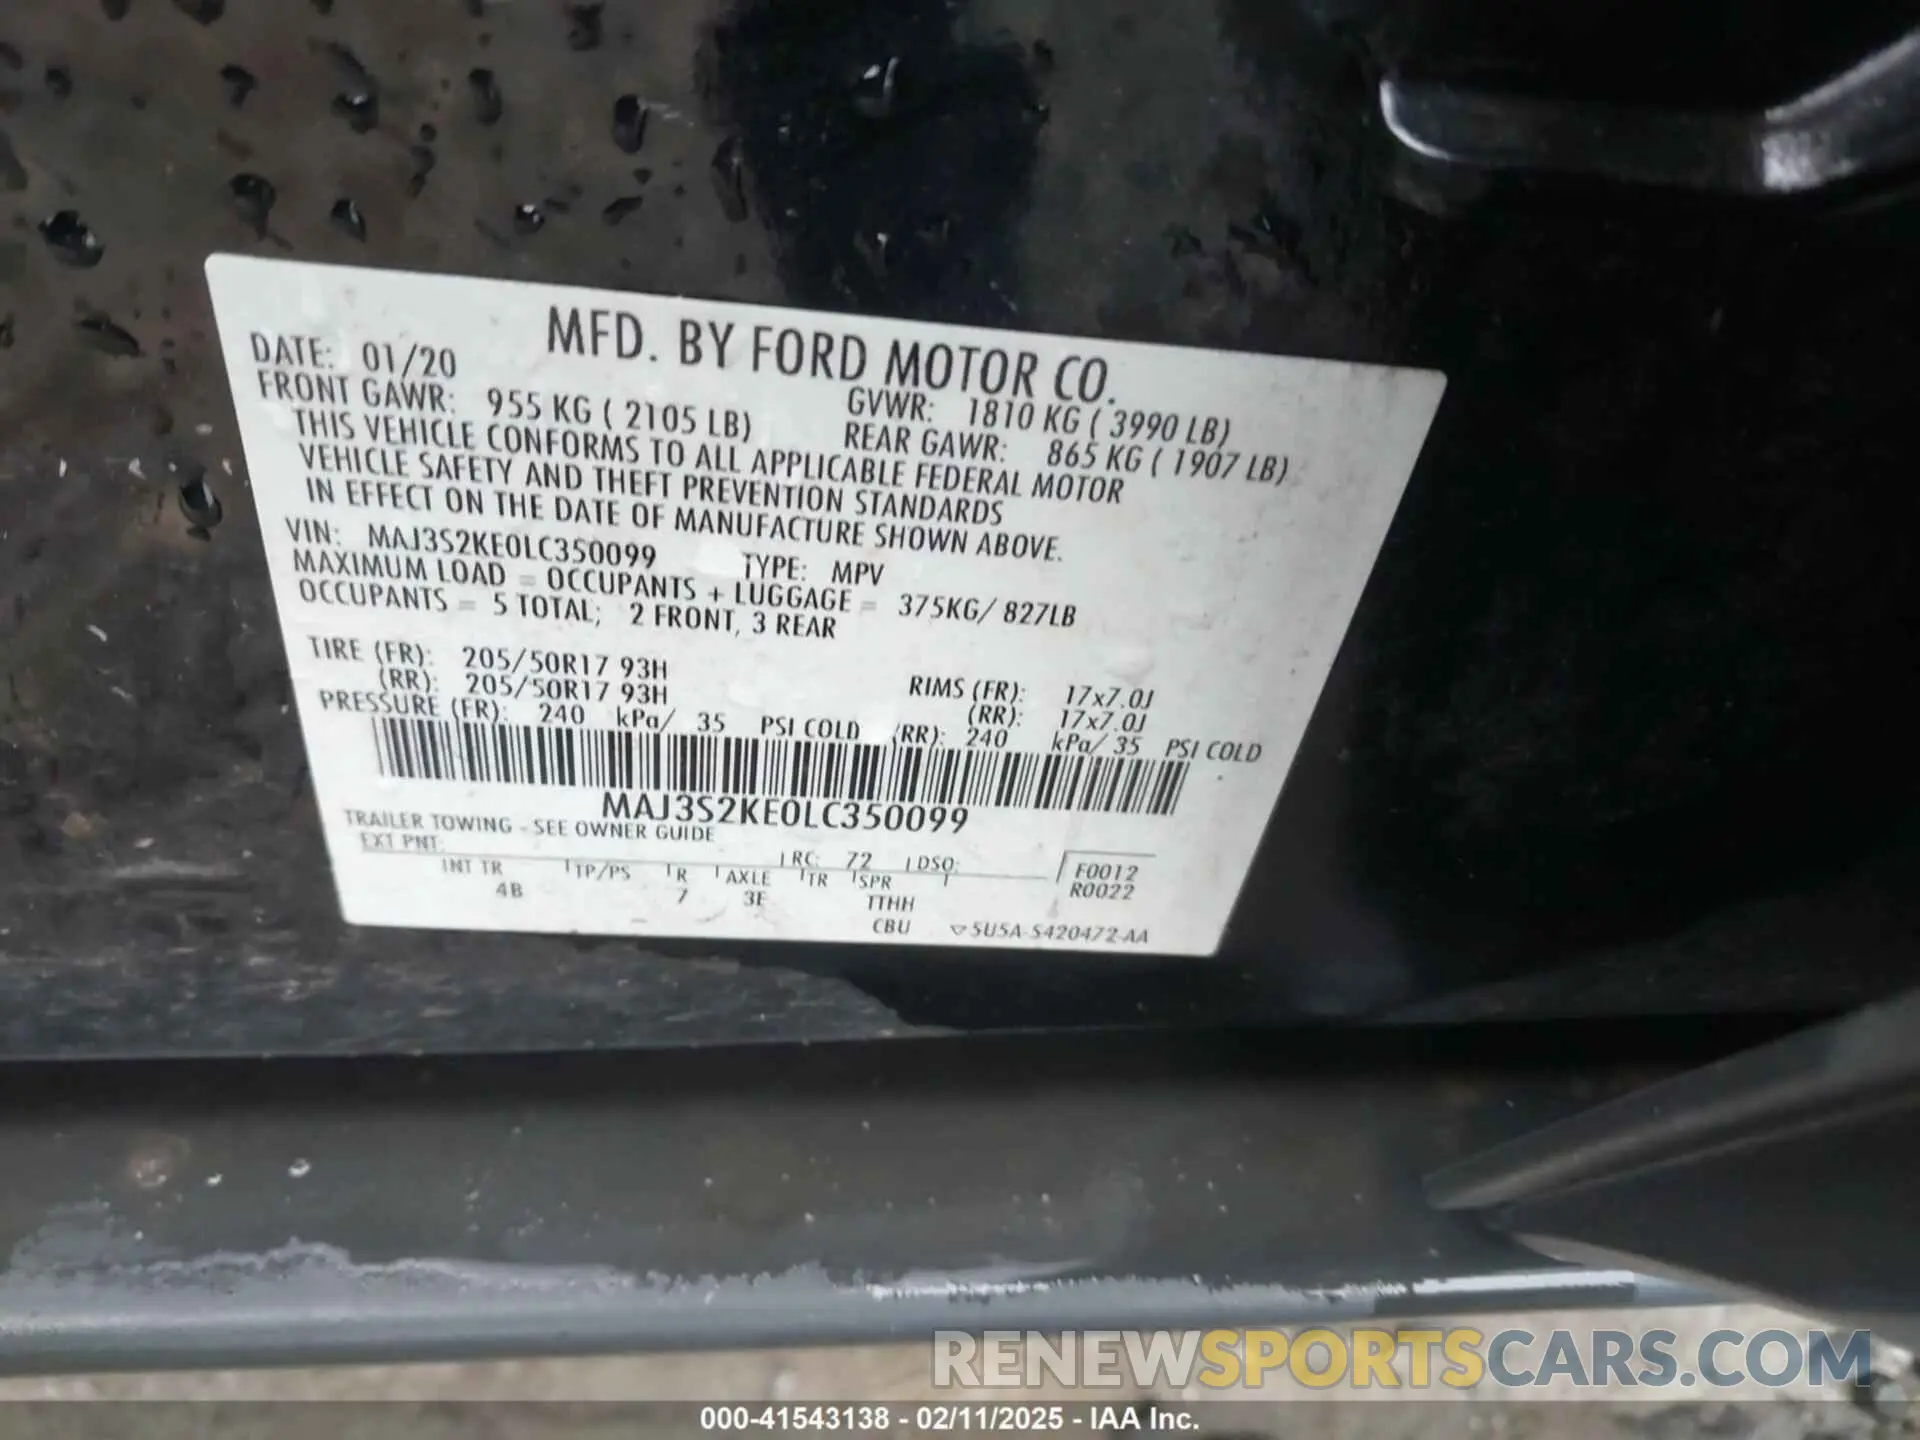 MFD. BY FORD MOTOR CO.
DATE: 01/20 GVWR: 1810 KG ( 3990 LB)
FRONT GAWR: 955 KG ( 2105 LB) REAR GAWR: 865 KG ( 1907 LB)
THIS VEHICLE CONFORMS TO ALL APPLICABLE FEDERAL MOTOR
VEHICLE SAFETY AND THEFT PREVENTION STANDARDS
IN EFFECT ON THE DATE OF MANUFACTURE SHOWN ABOVE.
VIN: MAJ3S2KE0LC350099 TYPE: MPV
MAXIMUM LOAD = OCCUPANTS + LUGGAGE = 375KG/ 827LB
OCCUPANTS = 5 TOTAL; 2 FRONT, 3 REAR
TIRE (FR): 205/50R17 93H RIMS (FR): 17x7.0J
(RR): 205/50R17 93H (RR): 17x7.0J
PRESSURE (FR): 240 kPa/ 35 PSI COLD (RR): 240 kPa/ 35 PSI COLD
MAJ3S2KE0LC350099
TRAILER TOWING - SEE OWNER GUIDE
EXT PNT: RC: 72 DSO:
INT TR TP/PS R AXLE TR SPR
4B 7 3E TTHH
F0012
R0022
CBU ▽ 5U5A-S420472-AA
RENEWSPORTSCARS.COM
000-41543138 - 02/11/2025 - IAA Inc.